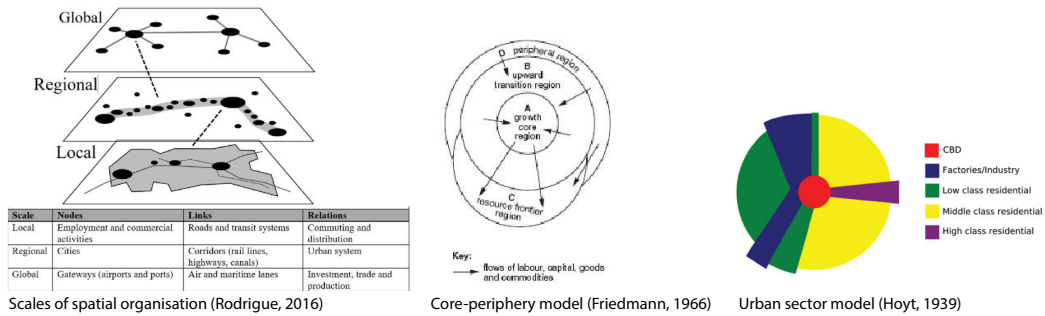 Global
Regional
Local
Scale Nodes Links Relations
Local Employment and commercial activities Roads and transit systems Commuting and distribution
Regional Cities Corridors (rail lines, highways, canals) Urban system
Global Gateways (airports and ports) Air and maritime lanes Investment, trade and production
Scales of spatial organisation (Rodrigue, 2016)
D peripheral region
B
upward
transition region
A
growth
core
region
C
resource frontier
region
Key:
flows of labour, capital, goods
and commodities
Core-periphery model (Friedmann, 1966)
CBD
Factories/Industry
Low class residential
Middle class residential
High class residential
Urban sector model (Hoyt, 1939)